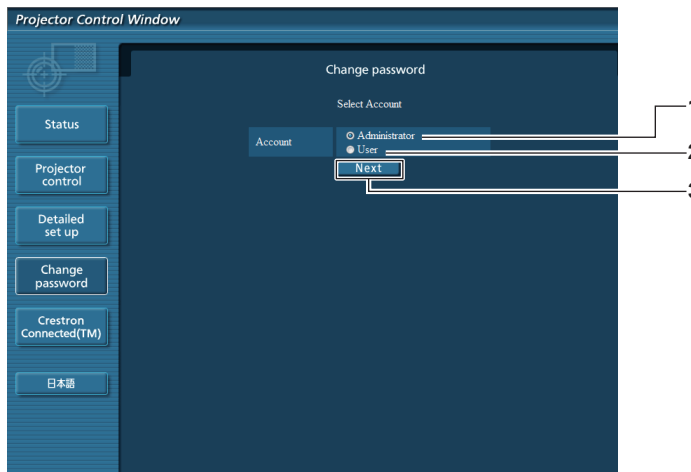 Projector Control Window
Change password
Select Account
Status
Account
Administrator
User
Next
Projector
control
Detailed
set up
Change
password
Crestron
Connected(TM)
日本語
1
2
3